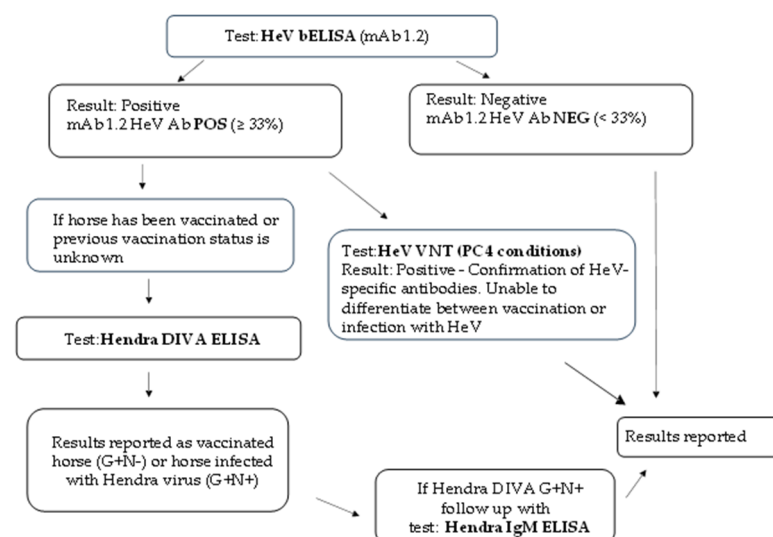 Test: HeV bELISA (mAb 1.2)
Result: Positive
mAb 1.2 HeV Ab POS (≥ 33%)
Result: Negative
mAb 1.2 HeV Ab NEG (< 33%)
If horse has been vaccinated or
previous vaccination status is
unknown
Test: HeV VNT (PC4 conditions)
Result: Positive - Confirmation of HeV-
specific antibodies. Unable to
differentiate between vaccination or
infection with HeV
Test: Hendra DIVA ELISA
Results reported as vaccinated
horse (G+N-) or horse infected
with Hendra virus (G+N+)
Results reported
If Hendra DIVA G+N+
follow up with
test: Hendra IgM ELISA